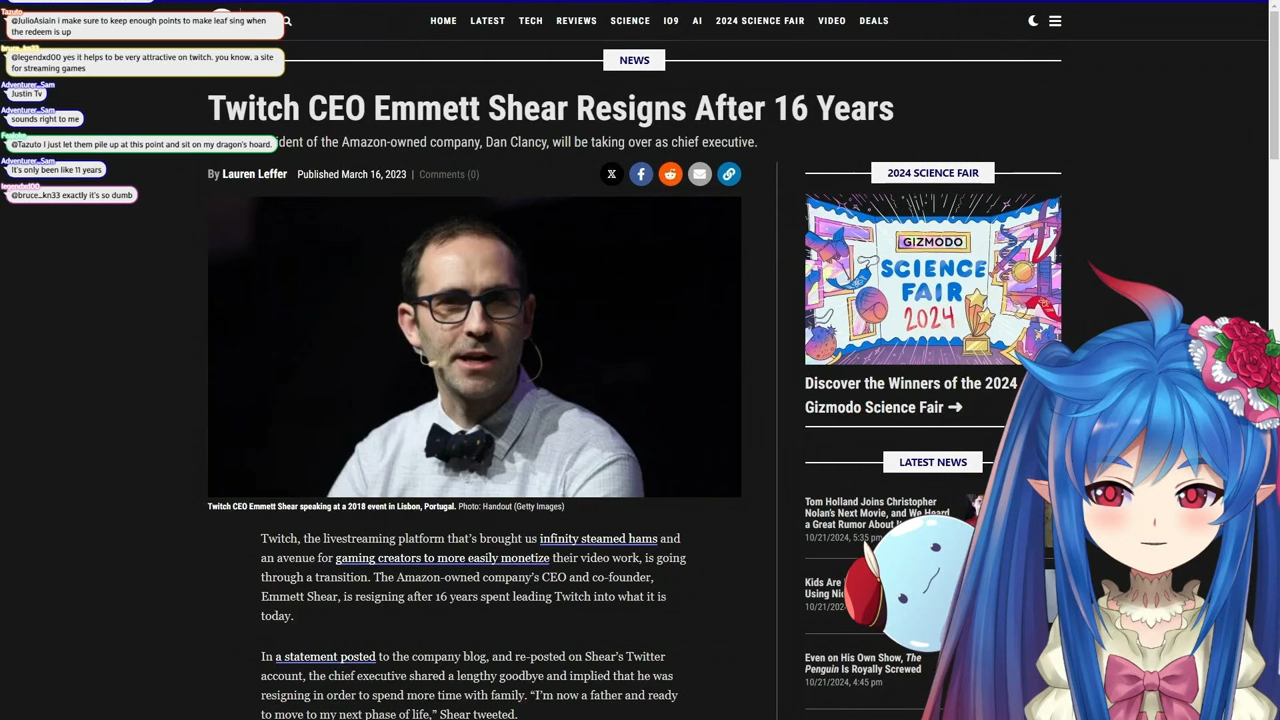 Tazuto
@JulioAsiain i make sure to keep enough points to make leaf sing when
the redeem is up
bruce_kn33
@legendxd00 yes it helps to be very attractive on twitch. you know, a site
for streaming games
Adventurer_Sam
Justin Tv
Adventurer_Sam
sounds right to me
@Tazuto I just let them pile up at this point and sit on my dragon's hoard.
Adventurer_Sam
It's only been like 11 years
legendxd00
@bruce_kn33 exactly it's so dumb
HOME LATEST TECH REVIEWS SCIENCE IO9 AI 2024 SCIENCE FAIR VIDEO DEALS
NEWS
Twitch CEO Emmett Shear Resigns After 16 Years
ident of the Amazon-owned company, Dan Clancy, will be taking over as chief executive.
By Lauren Leffer Published March 16, 2023 | Comments (0)
X
Twitch CEO Emmett Shear speaking at a 2018 event in Lisbon, Portugal. Photo: Handout (Getty Images)
Twitch, the livestreaming platform that's brought us infinity steamed hams and
an avenue for gaming creators to more easily monetize their video work, is going
through a transition. The Amazon-owned company's CEO and co-founder,
Emmett Shear, is resigning after 16 years spent leading Twitch into what it is
today.
In a statement posted to the company blog, and re-posted on Shear's Twitter
account, the chief executive shared a lengthy goodbye and implied that he was
resigning in order to spend more time with family. "I'm now a father and ready
to move to my next phase of life," Shear tweeted.
2024 SCIENCE FAIR
GIZMODO
SCIENCE
FAIR
2024
Discover the Winners of the 2024
Gizmodo Science Fair →
LATEST NEWS
Tom Holland Joins Christopher
Nolan's Next Movie, and We Heard
a Great Rumor About
10/21/2024, 5:35 pm
Kids Are
Using
10/21/202
Even on His Own Show, The
Penguin Is Royally Screwed
10/21/2024, 4:45 pm